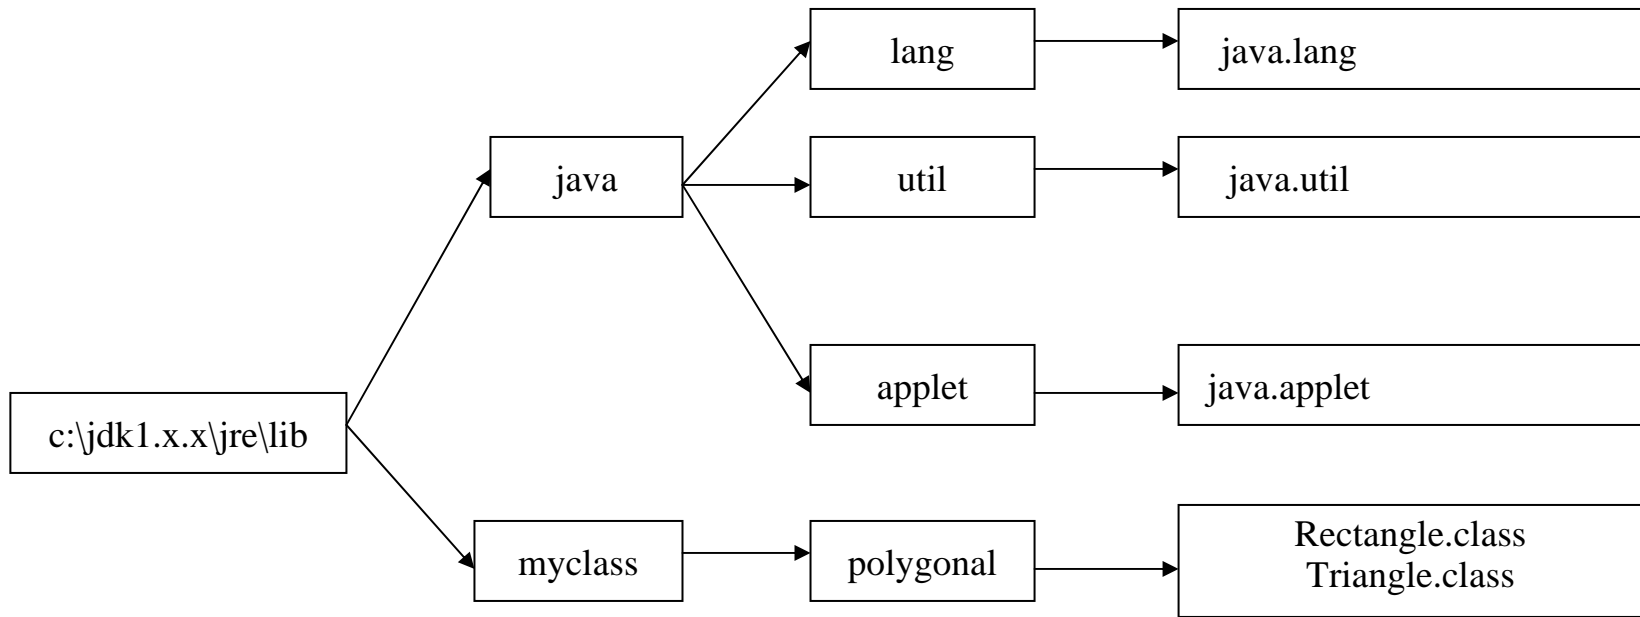 lang
java.lang
java
util
java.util
applet
java.applet
c:\jdk1.x.x\jre\lib
myclass
polygonal
Rectangle.class
Triangle.class